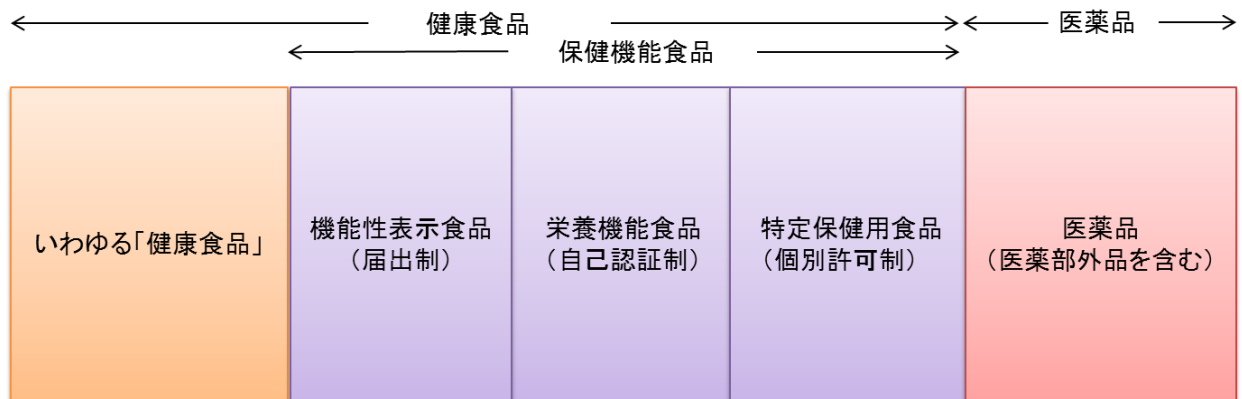 健康食品
医薬品
保健機能食品
いわゆる「健康食品」
機能性表示食品
（届出制）
栄養機能食品
（自己認証制）
特定保健用食品
（個別許可制）
医薬品
（医薬部外品を含む）